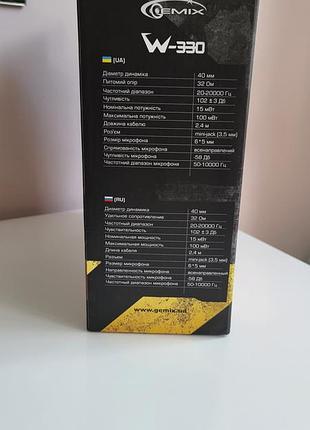 GEMIX
W-330
[UA]
Діаметр динаміка 40 мм
Питомий опір 32 Ом
Частотний діапазон 20-20000 Гц
Чутливість 102 ± 3 Дб
Номінальна потужність 15 мВт
Максимальна потужність 100 мВт
Довжина кабелю 2,4 м
Роз'єм mini-jack (3,5 мм)
Розмір мікрофона 6*5 мм
Спрямованість мікрофона всенаправлений
Чутливість мікрофона -58 Дб
Частотний діапазон мікрофона 50-10000 Гц
[RU]
Диаметр динамика 40 мм
Удельное сопротивление 32 Ом
Частотный диапазон 20-20000 Гц
Чувствительность 102 ± 3 Дб
Номинальная мощность 15 мВт
Максимальная мощность 100 мВт
Длина кабеля 2,4 м
Разъем mini-jack (3,5 мм)
Размер микрофона 6*5 мм
Направленность микрофона всенаправленный
Чувствительность микрофона -58 Дб
Частотный диапазон микрофона 50-10000 Гц
www.gemix.ua